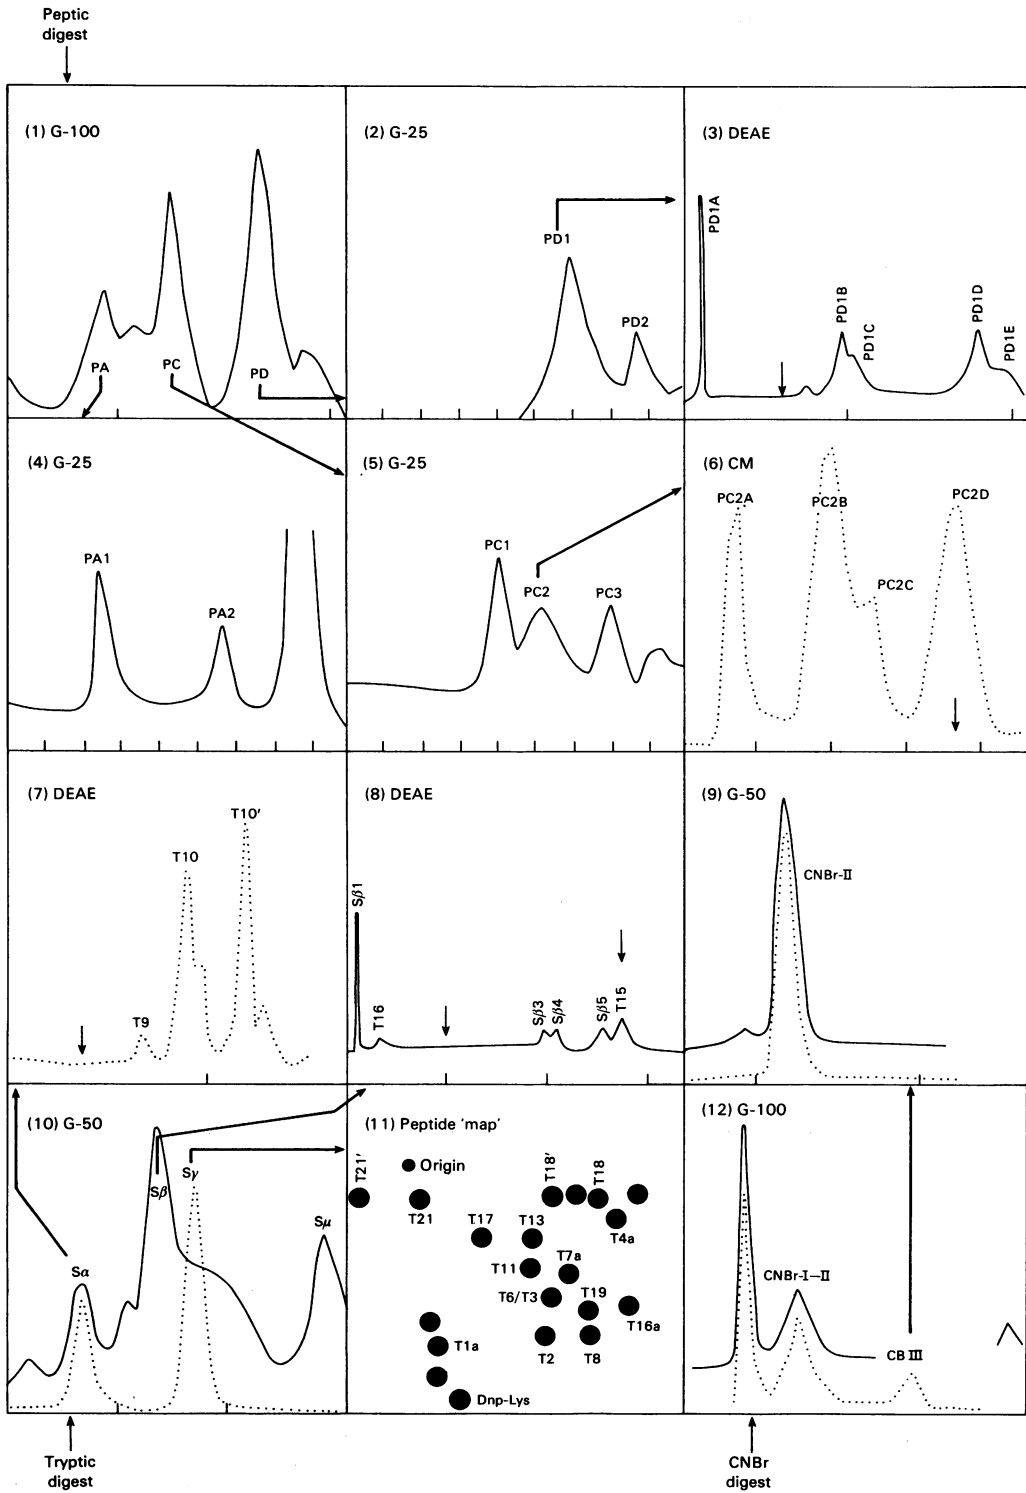 Peptic
digest
(1) G-100
PA
PC
PD
(2) G-25
PD1
PD2
(3) DEAE
PD1A
PD1B
PD1C
PD1D
PD1E
(4) G-25
PA1
PA2
(5) G-25
PC1
PC2
PC3
(6) CM
PC2A
PC2B
PC2C
PC2D
(7) DEAE
T9
T10
T10′
(8) DEAE
Sβ1
T16
Sβ3
Sβ4
Sβ5
T15
(9) G-50
CNBr-II
(10) G-50
Sα
Sβ
Sγ
Sμ
(11) Peptide 'map'
Origin
T21′
T21
T18′
T18
T4a
T17
T13
T11
T7a
T6/T3
T19
T16a
T1a
T2
T8
Dnp-Lys
(12) G-100
CNBr-I–II
CB III
Tryptic
digest
CNBr
digest